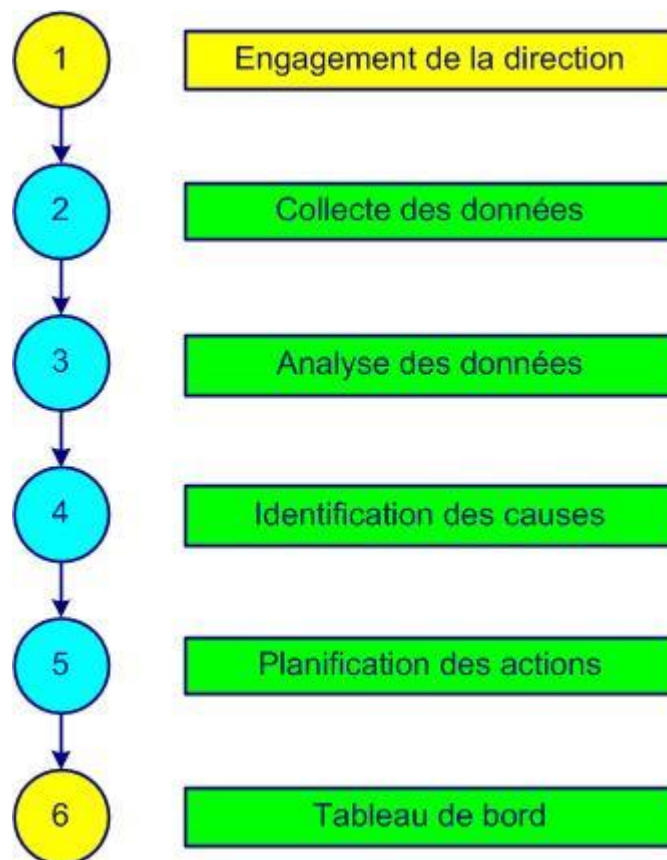 1 Engagement de la direction
2 Collecte des données
3 Analyse des données
4 Identification des causes
5 Planification des actions
6 Tableau de bord